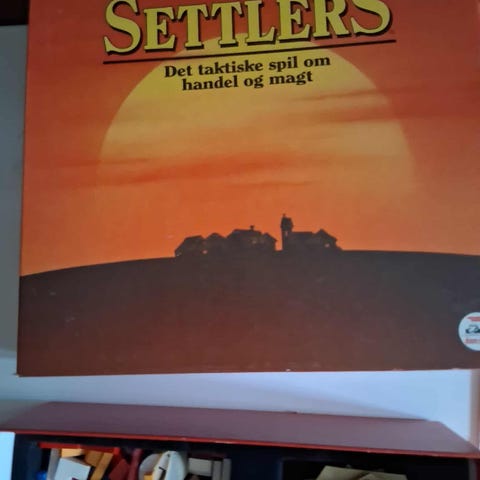 SETTLERS
Det taktiske spil om
handel og magt